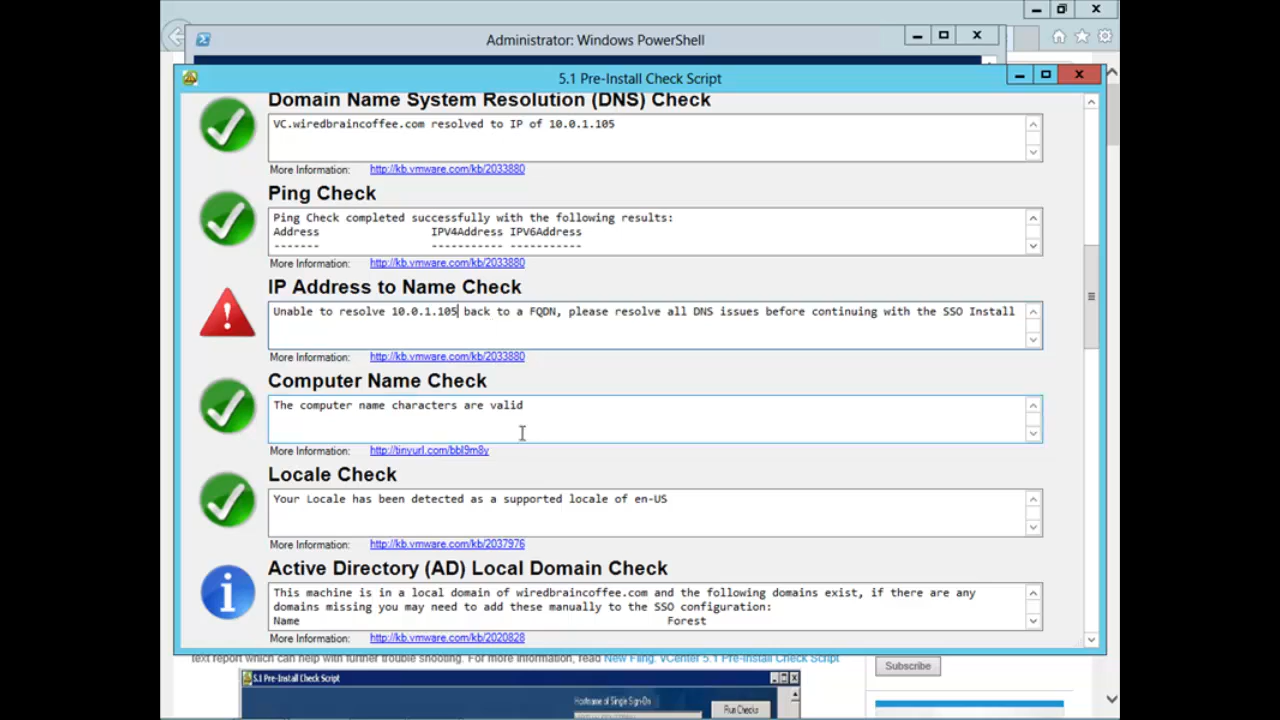 Administrator: Windows PowerShell
5.1 Pre-Install Check Script
Domain Name System Resolution (DNS) Check
VC.wiredbraincoffee.com resolved to IP of 10.0.1.105
More Information: http://kb.vmware.com/kb/2033880
Ping Check
Ping Check completed successfully with the following results:
Address IPV4Address IPV6Address
------- ----------- -----------
More Information: http://kb.vmware.com/kb/2033880
IP Address to Name Check
Unable to resolve 10.0.1.105 back to a FQDN, please resolve all DNS issues before continuing with the SSO Install
More Information: http://kb.vmware.com/kb/2033880
Computer Name Check
The computer name characters are valid
More Information: http://tinyurl.com/bbl9m8y
Locale Check
Your Locale has been detected as a supported locale of en-US
More Information: http://kb.vmware.com/kb/2037976
Active Directory (AD) Local Domain Check
This machine is in a local domain of wiredbraincoffee.com and the following domains exist, if there are any
domains missing you may need to add these manually to the SSO configuration:
Name Forest
More Information: http://kb.vmware.com/kb/2020828
text report which can help with further trouble shooting. For more information, read New Fling: vCenter 5.1 Pre-Install Check Script
Subscribe
5.1 Pre-Install Check Script
Hostname of Single Sign-On
Run Checks